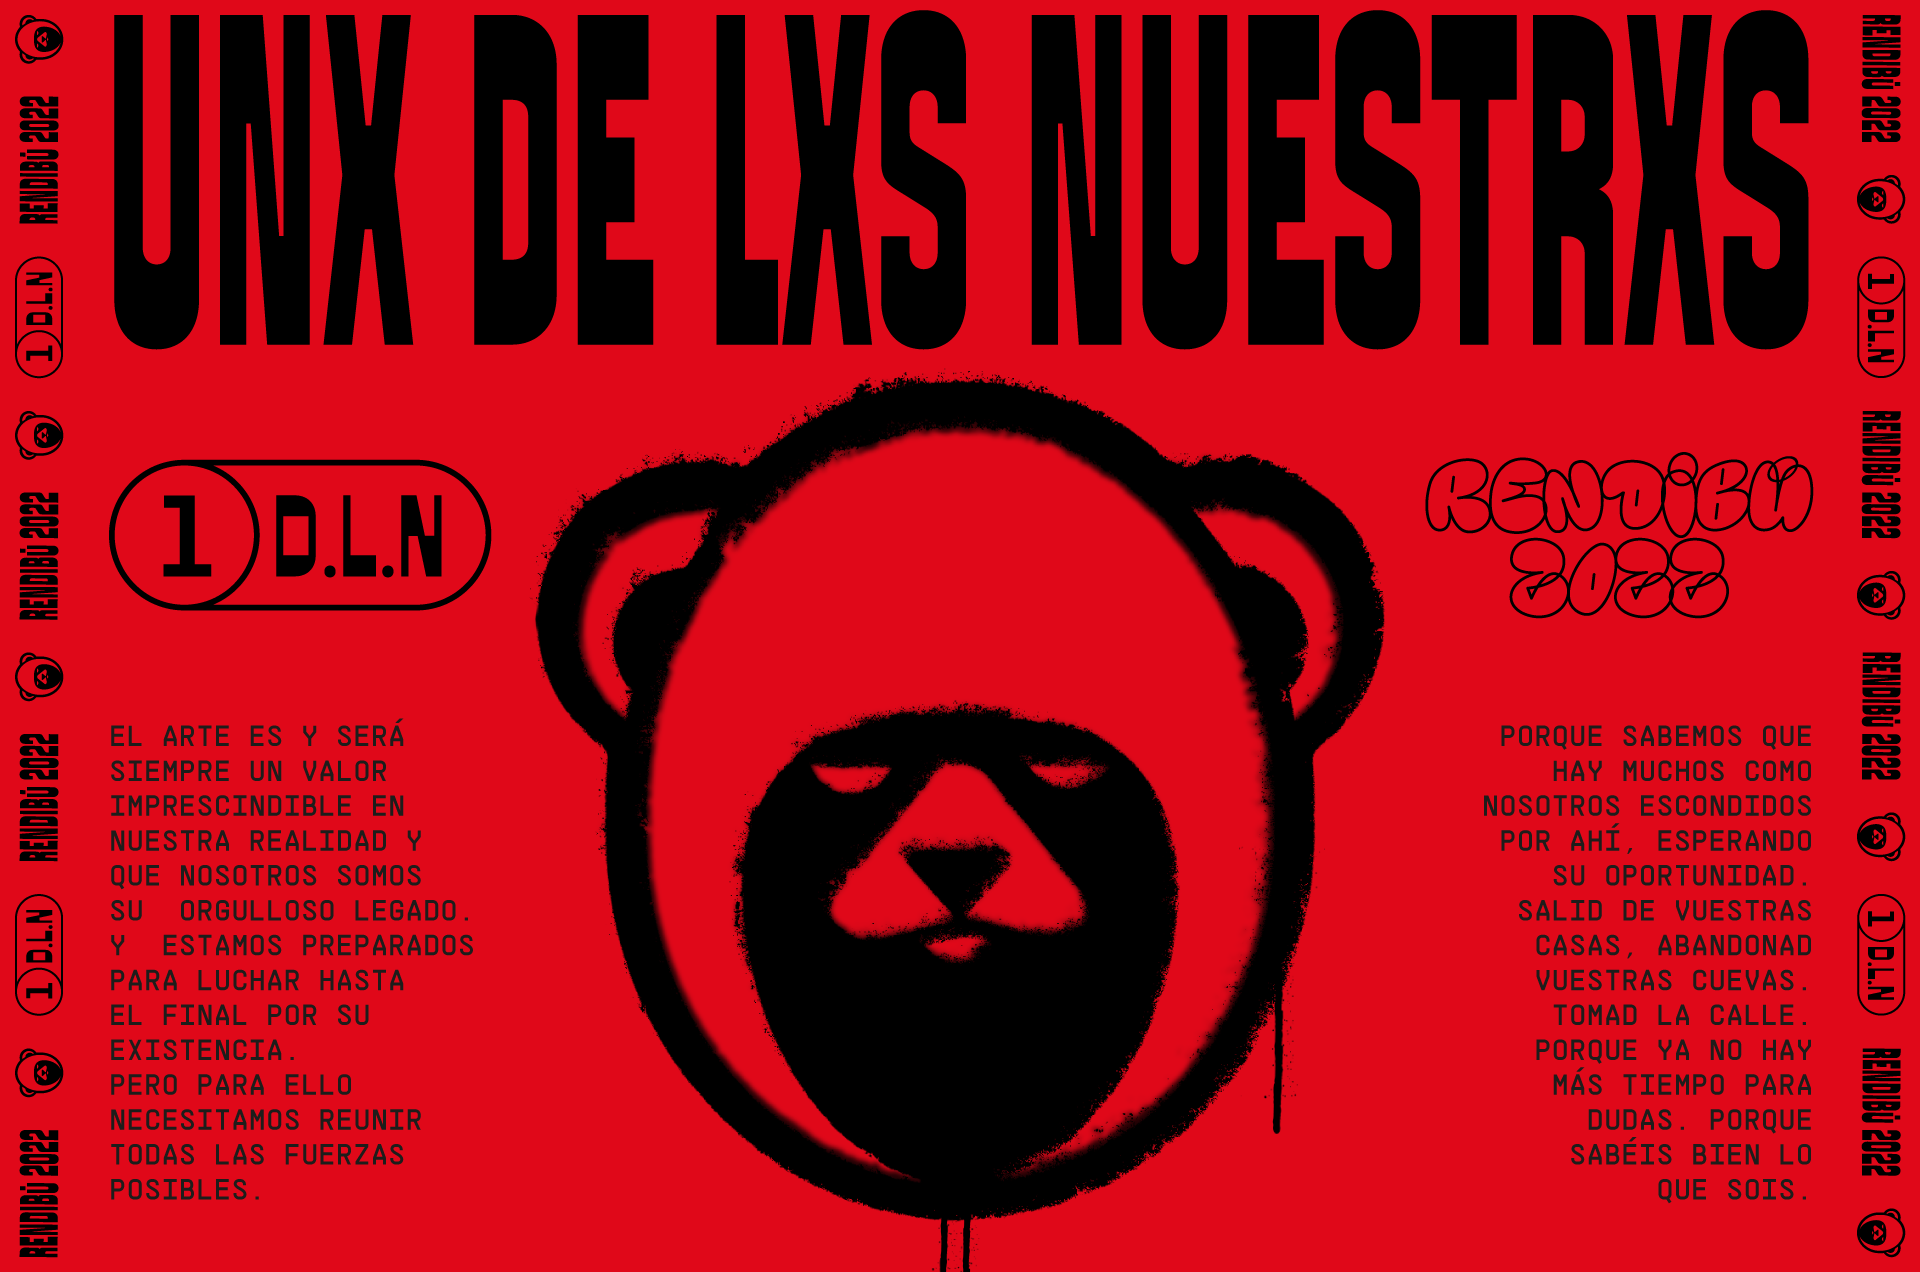 UNX DE LXS NUESTRXS
1 D.L.N
RENDIBÚ
2022
EL ARTE ES Y SERÁ
SIEMPRE UN VALOR
IMPRESCINDIBLE EN
NUESTRA REALIDAD Y
QUE NOSOTROS SOMOS
SU  ORGULLOSO LEGADO.
Y  ESTAMOS PREPARADOS
PARA LUCHAR HASTA
EL FINAL POR SU
EXISTENCIA.
PERO PARA ELLO
NECESITAMOS REUNIR
TODAS LAS FUERZAS
POSIBLES.
PORQUE SABEMOS QUE
HAY MUCHOS COMO
NOSOTROS ESCONDIDOS
POR AHÍ, ESPERANDO
SU OPORTUNIDAD.
SALID DE VUESTRAS
CASAS, ABANDONAD
VUESTRAS CUEVAS.
TOMAD LA CALLE.
PORQUE YA NO HAY
MÁS TIEMPO PARA
DUDAS. PORQUE
SABÉIS BIEN LO
QUE SOIS.
RENDIBÚ 2022
1 D.L.N
RENDIBÚ 2022
RENDIBÚ 2022
1 D.L.N
RENDIBÚ 2022
RENDIBÚ 2022
1 D.L.N
RENDIBÚ 2022
RENDIBÚ 2022
1 D.L.N
RENDIBÚ 2022